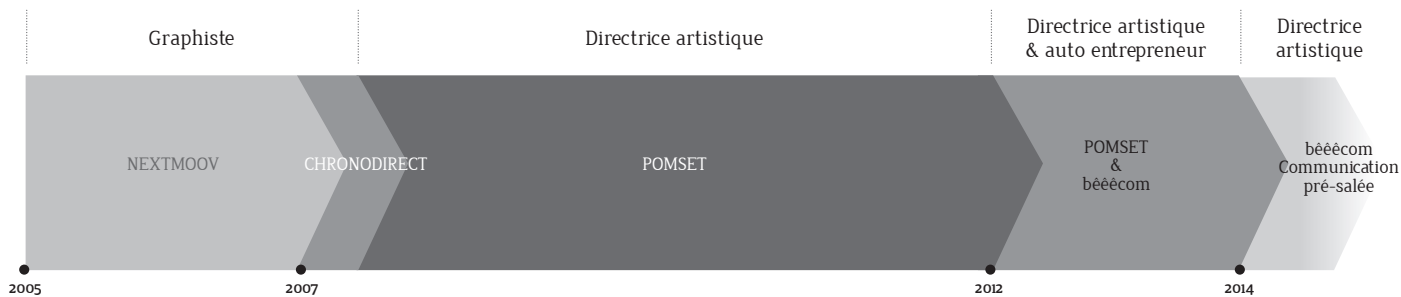 Graphiste
Directrice artistique
Directrice artistique
& auto entrepreneur
Directrice
artistique
NEXTMOOV
CHRONODIRECT
POMSET
POMSET
&
bêêêcom
bêêêcom
Communication
pré-salée
2005
2007
2012
2014